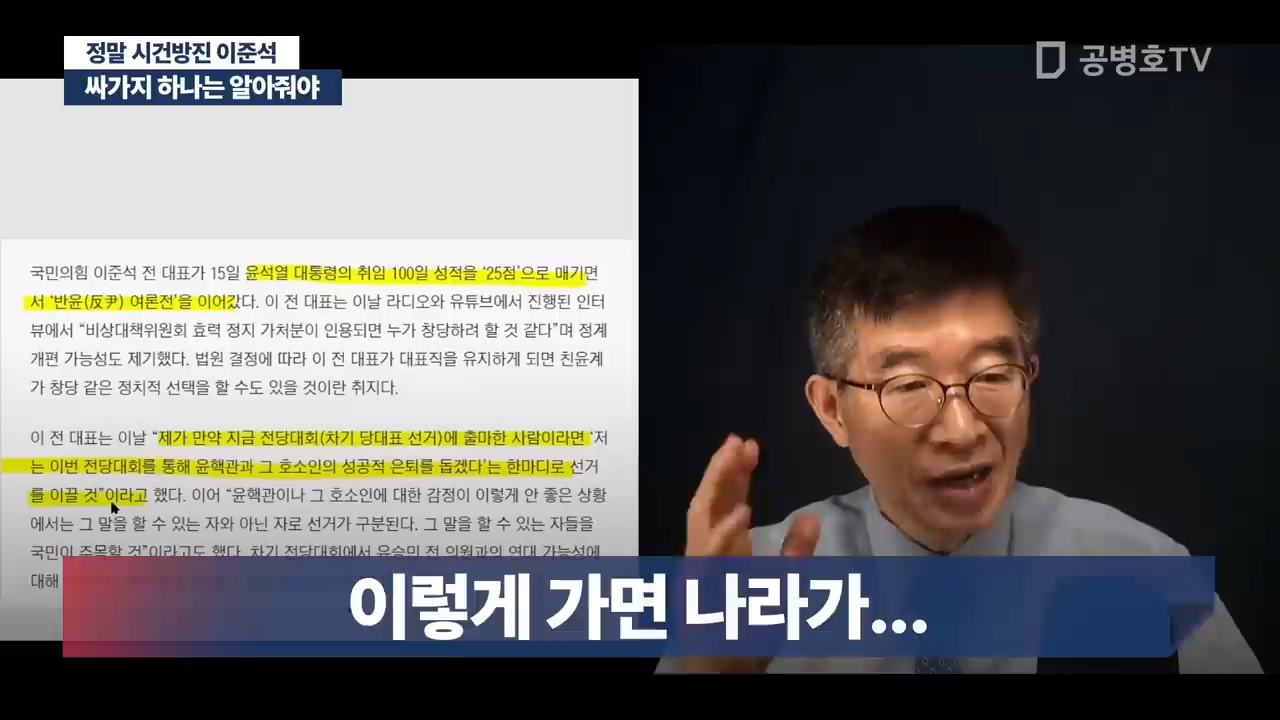 정말 시건방진 이준석
싸가지 하나는 알아줘야
공병호TV
국민의힘 이준석 전 대표가 15일 윤석열 대통령의 취임 100일 성적을 '25점'으로 매기면
서 '반윤(反尹) 여론전'을 이어갔다. 이 전 대표는 이날 라디오와 유튜브에서 진행된 인터
뷰에서 “비상대책위원회 효력 정지 가처분이 인용되면 누가 창당하려 할 것 같다”며 정계
개편 가능성도 제기했다. 법원 결정에 따라 이 전 대표가 대표직을 유지하게 되면 친윤계
가 창당 같은 정치적 선택을 할 수도 있을 것이란 취지다.
이 전 대표는 이날 “제가 만약 지금 전당대회(차기 당대표 선거)에 출마한 사람이라면 '저
는 이번 전당대회를 통해 윤핵관과 그 호소인의 성공적 은퇴를 돕겠다'는 한마디로 선거
를 이끌 것”이라고 했다. 이어 “윤핵관이나 그 호소인에 대한 감정이 이렇게 안 좋은 상황
에서는 그 말을 할 수 있는 자와 아닌 자로 선거가 구분된다. 그 말을 할 수 있는 자들을
국민이 주목할 것”이라고도 했다. 차기 전당대회에서 유승민 전 의원과의 연대 가능성에
대해
이렇게 가면 나라가...